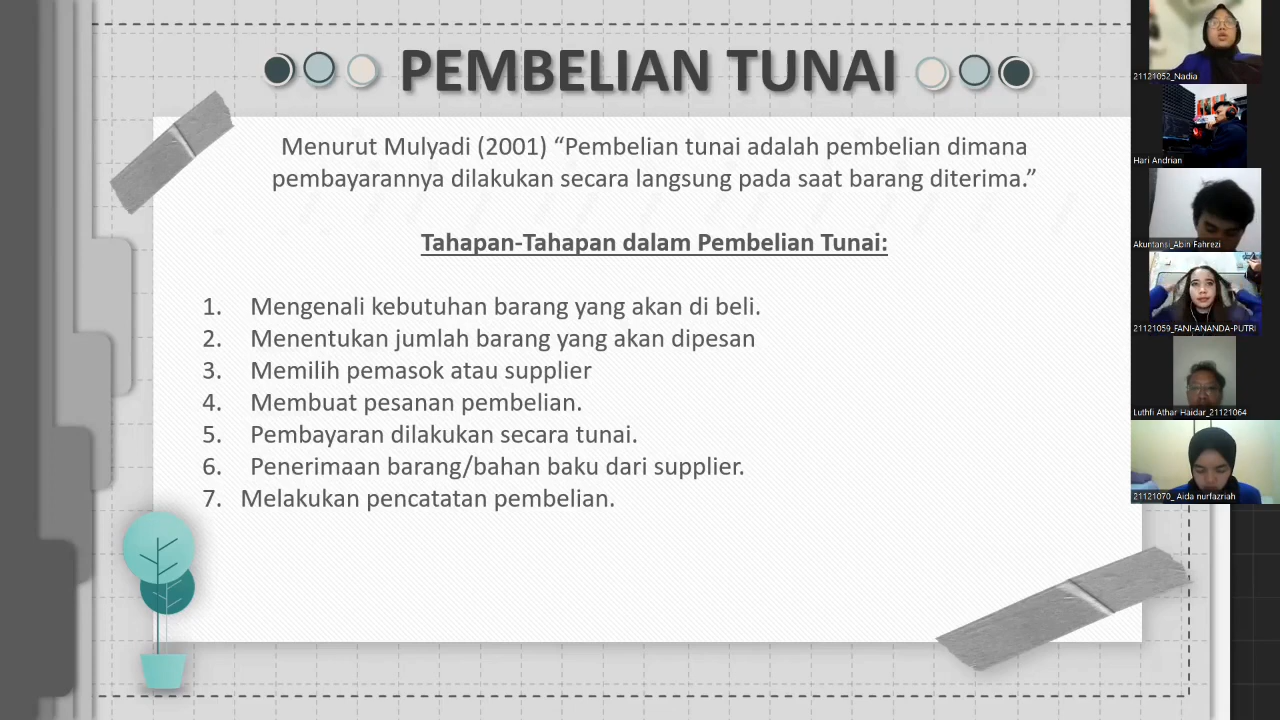 PEMBELIAN TUNAI
Menurut Mulyadi (2001) “Pembelian tunai adalah pembelian dimana
pembayarannya dilakukan secara langsung pada saat barang diterima.”
Tahapan-Tahapan dalam Pembelian Tunai:
1. Mengenali kebutuhan barang yang akan di beli.
2. Menentukan jumlah barang yang akan dipesan
3. Memilih pemasok atau supplier
4. Membuat pesanan pembelian.
5. Pembayaran dilakukan secara tunai.
6. Penerimaan barang/bahan baku dari supplier.
7. Melakukan pencatatan pembelian.
21121052_Nadia
Hari Andrian
Akuntansi_Abin Fahrezi
21121059_FANI-ANANDA-PUTRI
Luthfi Athar Haidar_21121064
21121070_ Aida nurfazriah